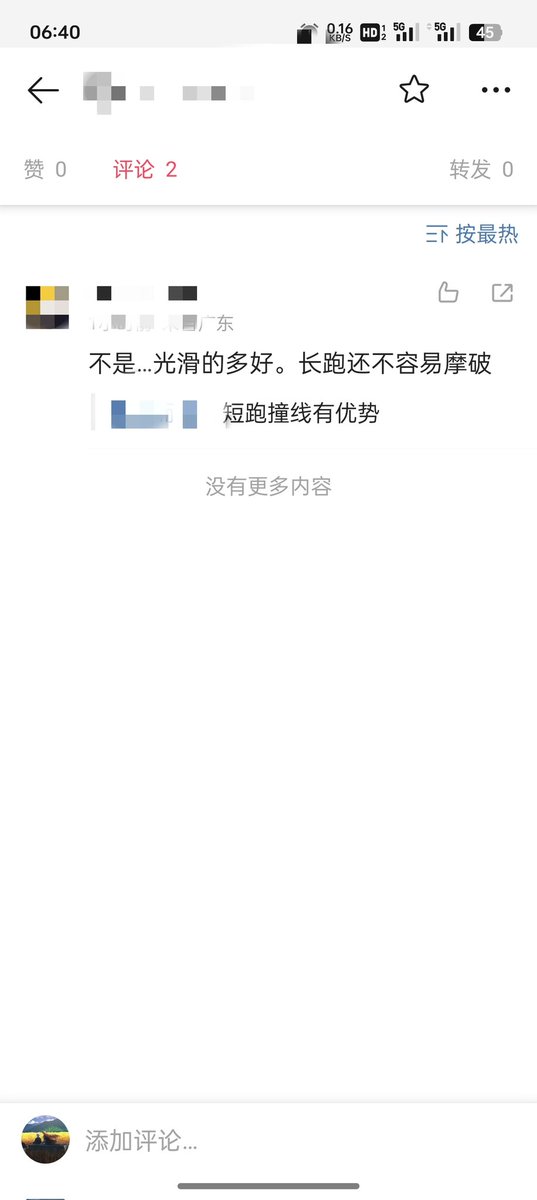 06:40
0.16 KB/S HD 1 2 5G 5G 45
赞 0 评论 2 转发 0
按最热
广东
不是...光滑的多好。长跑还不容易摩破
短跑撞线有优势
没有更多内容
添加评论...